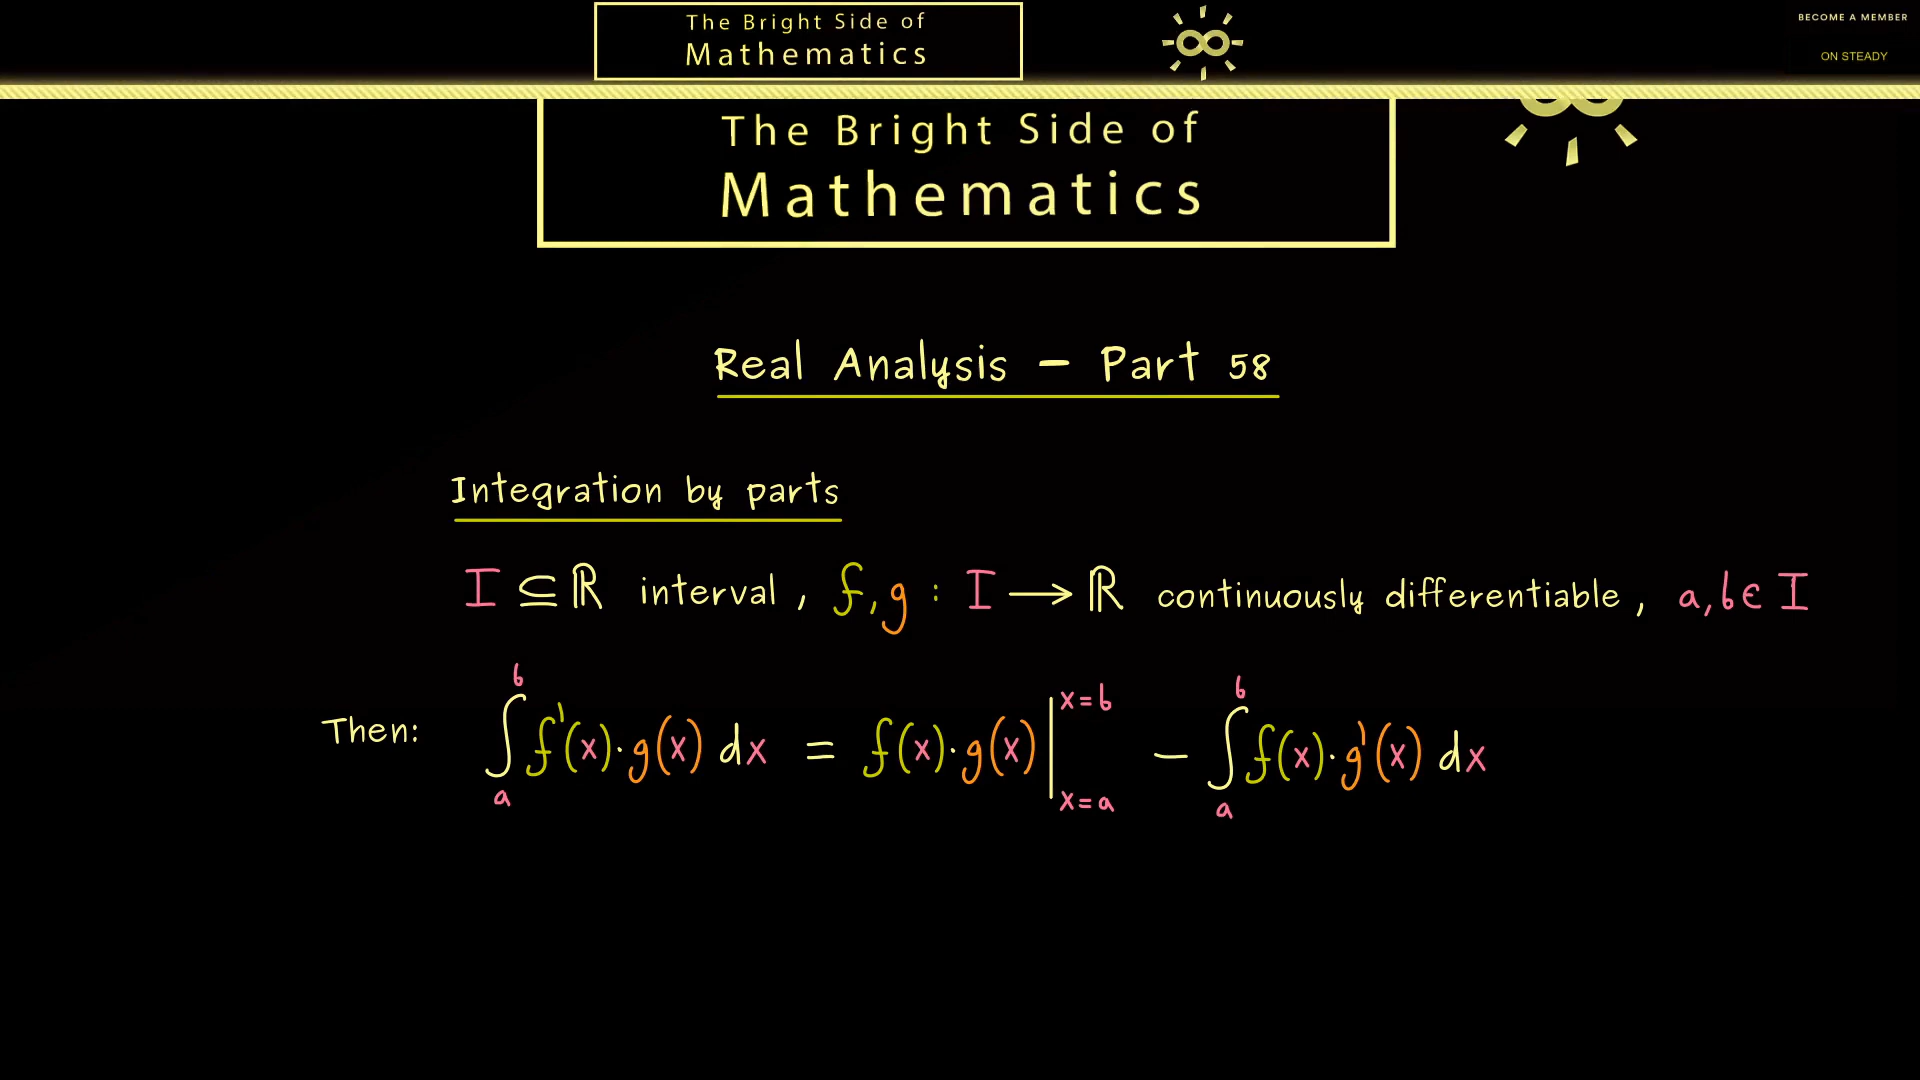 The Bright Side of
Mathematics
BECOME A MEMBER
ON STEADY
The Bright Side of
Mathematics
Real Analysis – Part 58
Integration by parts
I ⊆ ℝ interval, f, g : I ⟶ ℝ continuously differentiable, a, b ∈ I
Then: ∫_a^b f'(x)·g(x) dx = f(x)·g(x) |_{x=a}^{x=b} − ∫_a^b f(x)·g'(x) dx